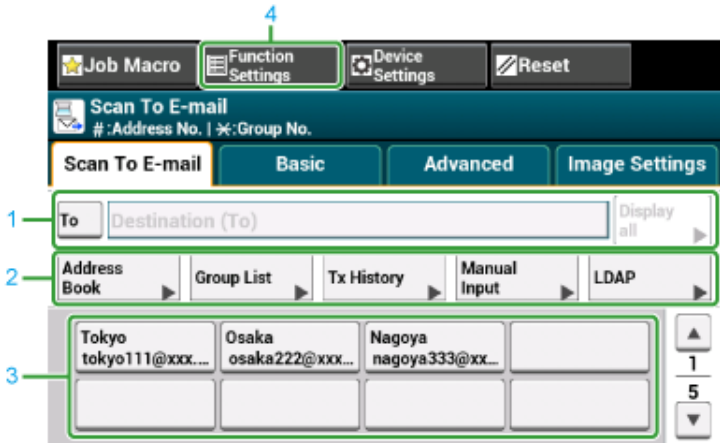 4
Job Macro
Function
Settings
Device
Settings
Reset
Scan To E-mail
#:Address No. | ⚹:Group No.
Scan To E-mail
Basic
Advanced
Image Settings
1
To
Destination (To)
Display
all
2
Address
Book
Group List
Tx History
Manual
Input
LDAP
3
Tokyo
tokyo111@xxx....
Osaka
osaka222@xxx...
Nagoya
nagoya333@xx...
1
5